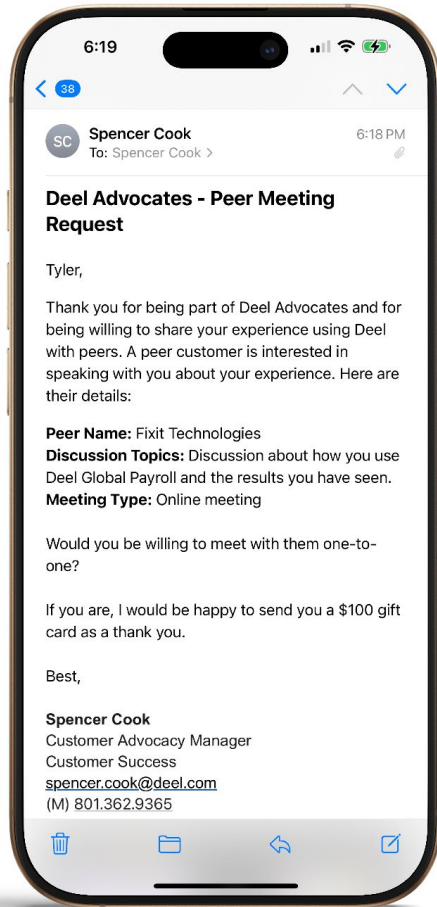 6:19
38
SC
Spencer Cook
6:18 PM
To: Spencer Cook >
Deel Advocates - Peer Meeting
Request
Tyler,
Thank you for being part of Deel Advocates and for
being willing to share your experience using Deel
with peers. A peer customer is interested in
speaking with you about your experience. Here are
their details:
Peer Name: Fixit Technologies
Discussion Topics: Discussion about how you use
Deel Global Payroll and the results you have seen.
Meeting Type: Online meeting
Would you be willing to meet with them one-to-
one?
If you are, I would be happy to send you a $100 gift
card as a thank you.
Best,
Spencer Cook
Customer Advocacy Manager
Customer Success
spencer.cook@deel.com
(M) 801.362.9365